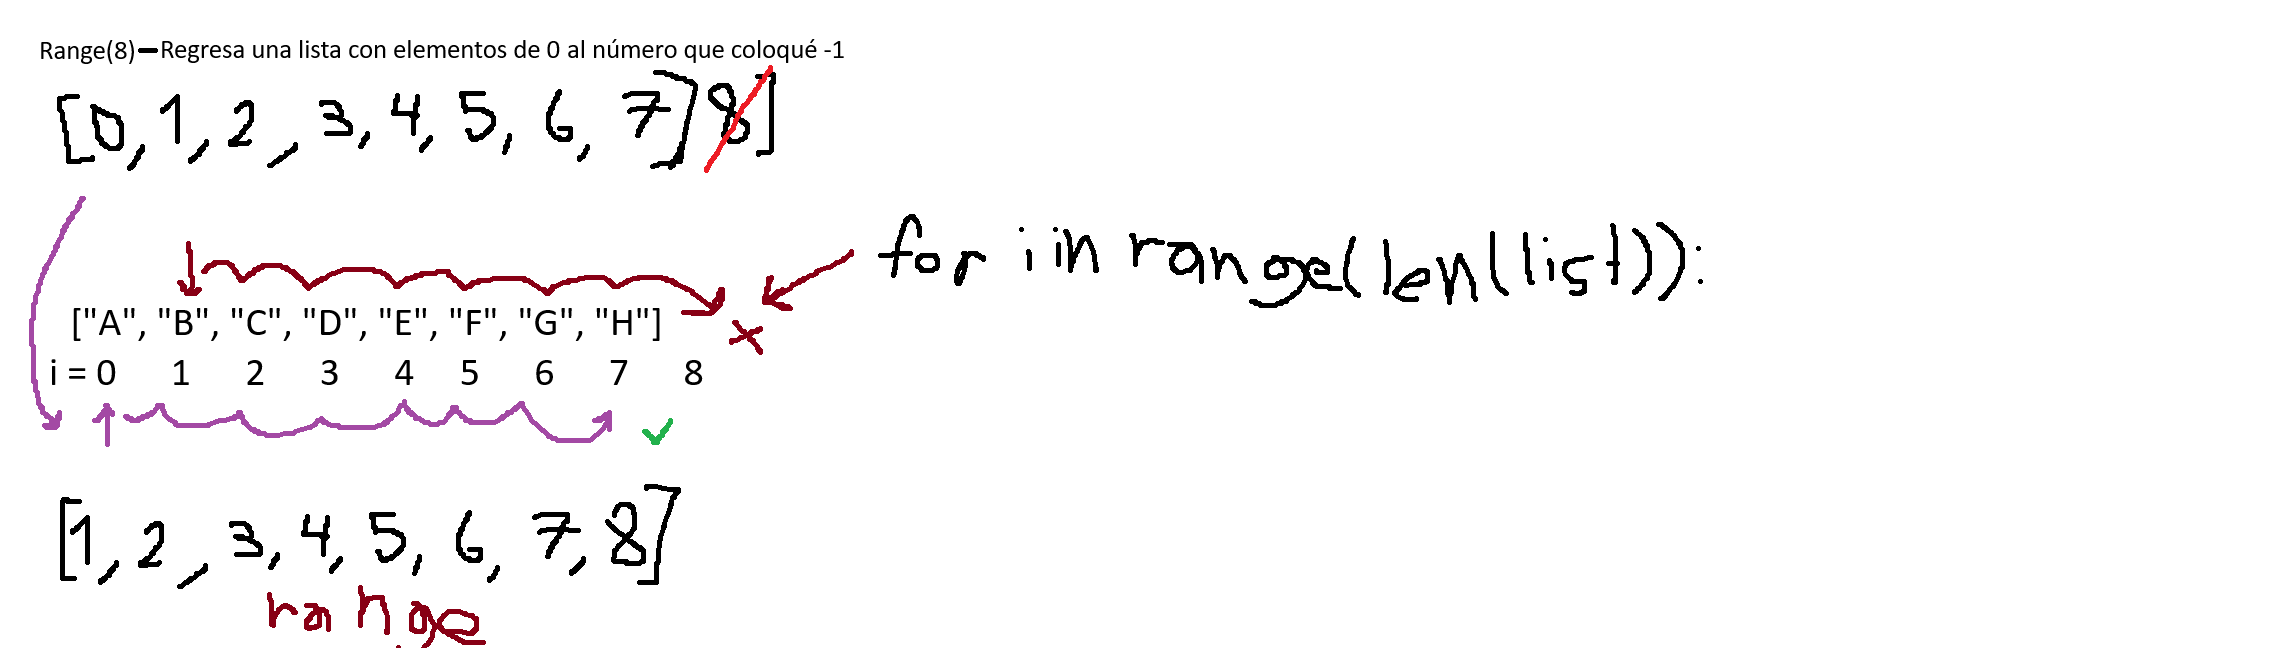 Range(8)—Regresa una lista con elementos de 0 al número que coloqué -1
[0, 1, 2, 3, 4, 5, 6, 7] 8]
for i in range(len(list)):
["A", "B", "C", "D", "E", "F", "G", "H"]
i = 0 1 2 3 4 5 6 7 8
[1, 2, 3, 4, 5, 6, 7, 8]
range